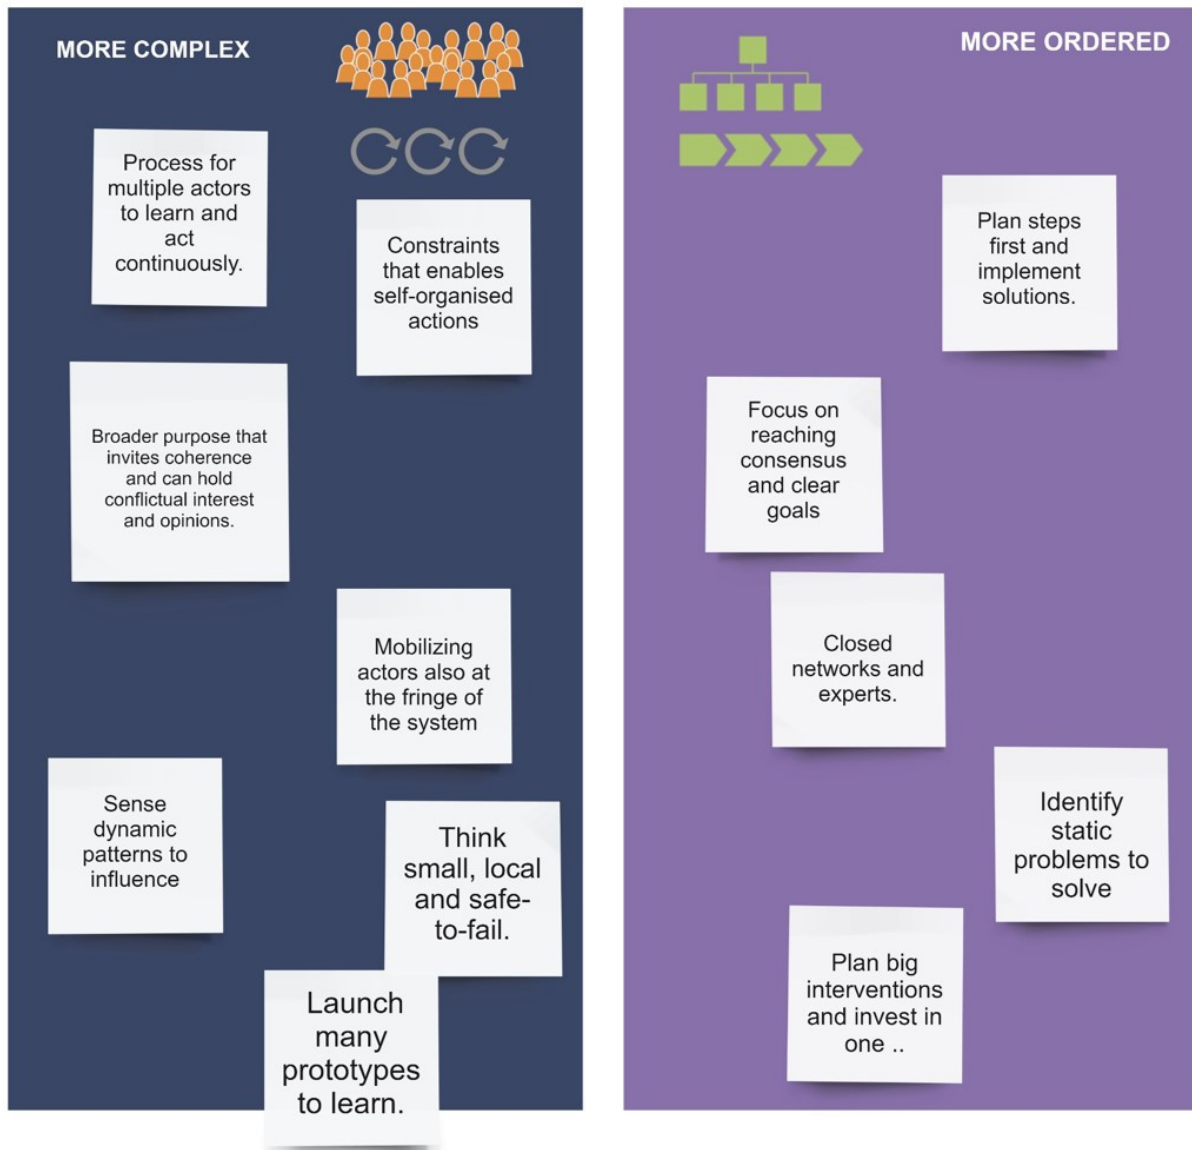 MORE COMPLEX
Process for
multiple actors
to learn and
act
continuously.
Constraints
that enables
self-organised
actions
Broader purpose that
invites coherence
and can hold
conflictual interest
and opinions.
Mobilizing
actors also at
the fringe of
the system
Sense
dynamic
patterns to
influence
Think
small, local
and safe-
to-fail.
Launch
many
prototypes
to learn.
MORE ORDERED
Plan steps
first and
implement
solutions.
Focus on
reaching
consensus
and clear
goals
Closed
networks and
experts.
Identify
static
problems to
solve
Plan big
interventions
and invest in
one ..